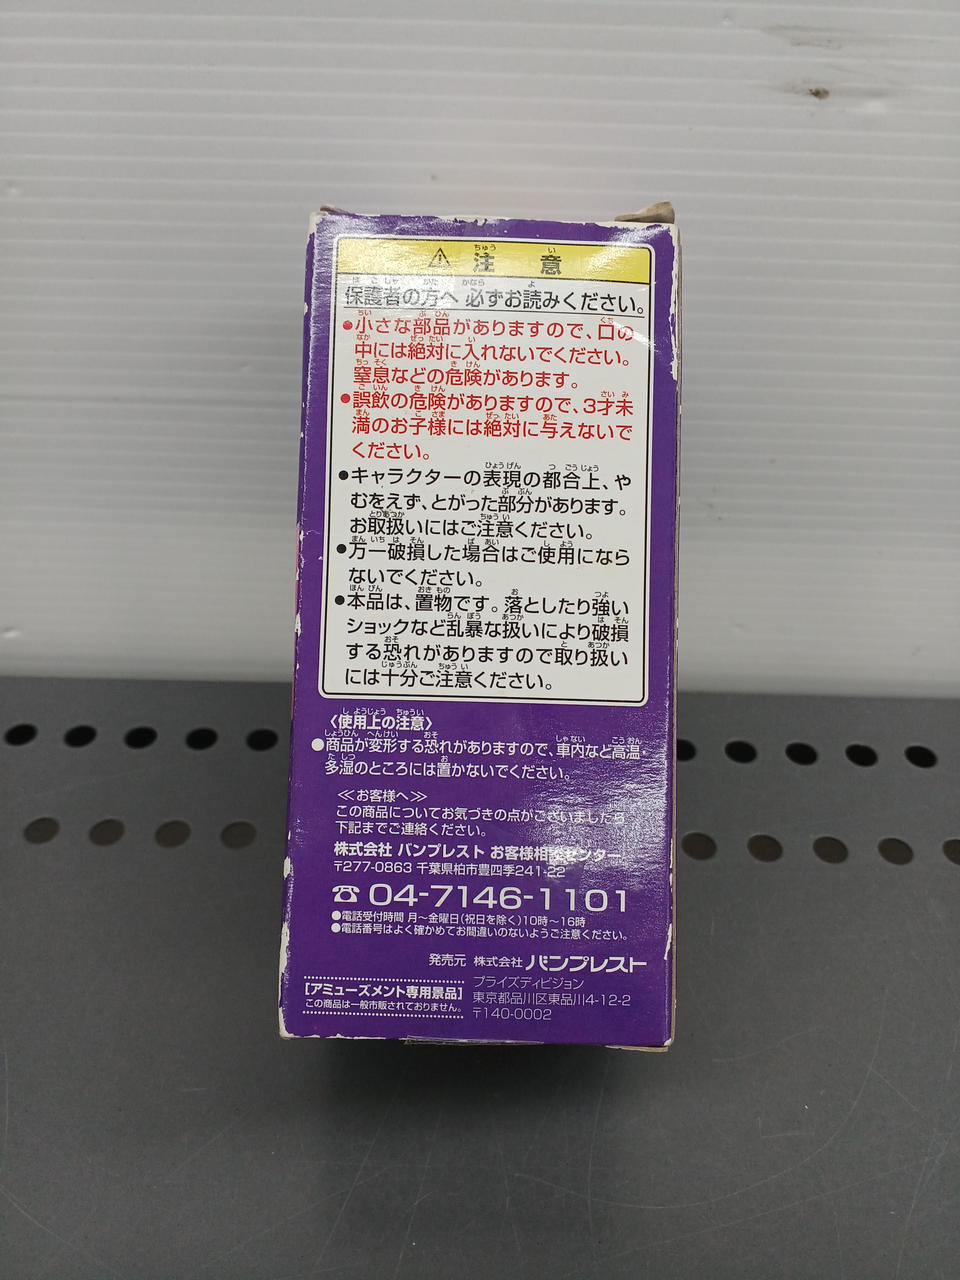 ⚠ 注意
保護者の方へ 必ずお読みください。
●小さな部品がありますので、口の
中には絶対に入れないでください。
窒息などの危険があります。
●誤飲の危険がありますので、3才未
満のお子様には絶対に与えないで
ください。
●キャラクターの表現の都合上、や
むをえず、とがった部分があります。
お取扱いにはご注意ください。
●万一破損した場合はご使用になら
ないでください。
●本品は、置物です。落としたり強い
ショックなど乱暴な扱いにより破損
する恐れがありますので取り扱い
には十分ご注意ください。
〈使用上の注意〉
●商品が変形する恐れがありますので、車内など高温・
多湿のところには置かないでください。
≪お客様へ≫
この商品についてお気づきの点がございましたら
下記までご連絡ください。
株式会社 バンプレスト お客様相談センター
〒277-0863 千葉県柏市豊四季241-22
☎ 04-7146-1101
●電話受付時間 月〜金曜日(祝日を除く)10時〜16時
●電話番号はよく確かめてお間違いのないようご注意ください。
発売元 株式会社 バンプレスト
プライズディビジョン
東京都品川区東品川4-12-2
〒140-0002
[アミューズメント専用景品]
この商品は一般市販されておりません。